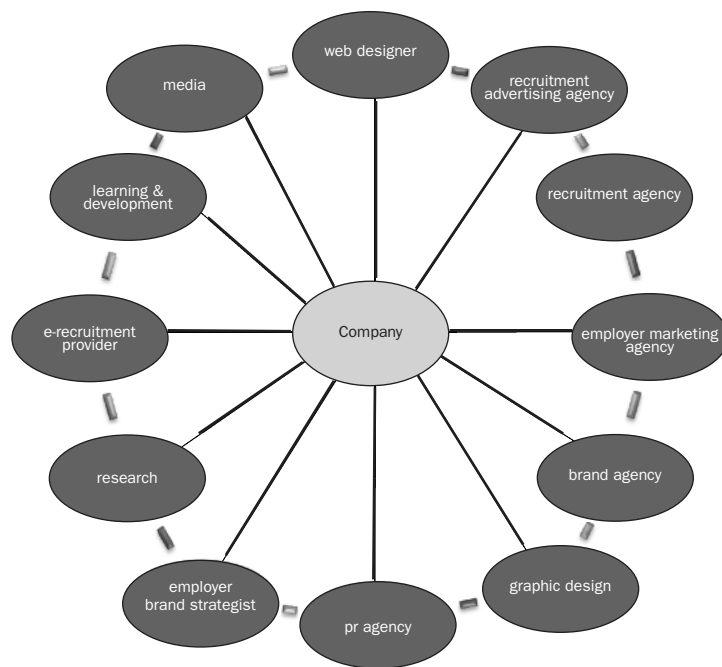 web designer
media
recruitment
advertising agency
learning &
development
recruitment agency
e-recruitment
provider
Company
employer marketing
agency
research
brand agency
employer
brand strategist
graphic design
pr agency